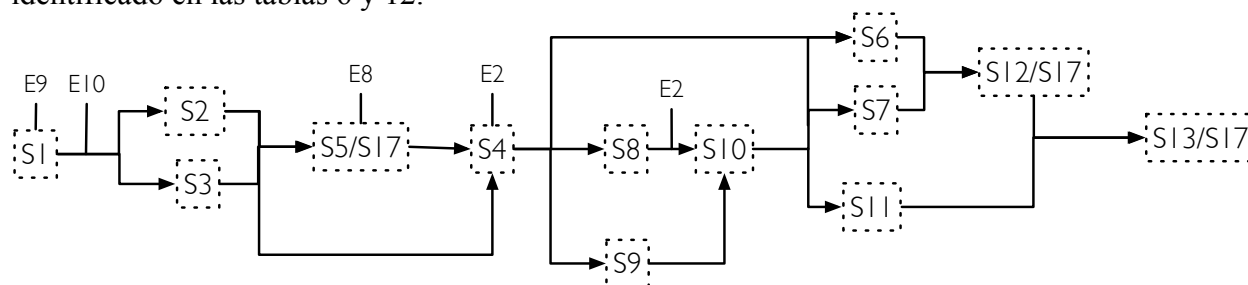 identificado en las tablas 6 y 12.
E9
E10
E8
E2
E2
S1
S2
S3
S5/S17
S4
S8
S9
S10
S6
S7
S11
S12/S17
S13/S17